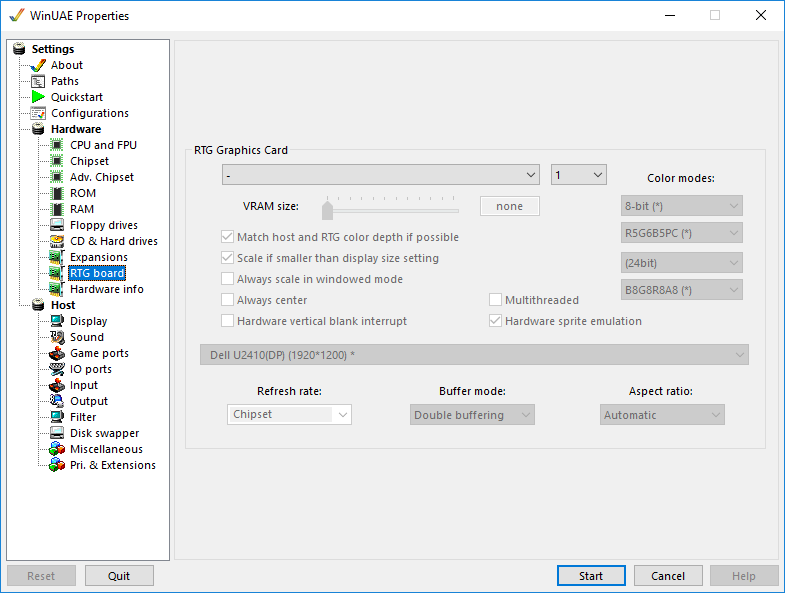 WinUAE Properties
Settings
About
Paths
Quickstart
Configurations
Hardware
CPU and FPU
Chipset
Adv. Chipset
ROM
RAM
Floppy drives
CD & Hard drives
Expansions
RTG board
Hardware info
Host
Display
Sound
Game ports
IO ports
Input
Output
Filter
Disk swapper
Miscellaneous
Pri. & Extensions
RTG Graphics Card
- 1 Color modes:
VRAM size: none 8-bit (*)
R5G6B5PC (*)
Match host and RTG color depth if possible
Scale if smaller than display size setting (24bit)
Always scale in windowed mode B8G8R8A8 (*)
Always center Multithreaded
Hardware vertical blank interrupt Hardware sprite emulation
Dell U2410(DP) (1920*1200) *
Refresh rate: Buffer mode: Aspect ratio:
Chipset Double buffering Automatic
Reset Quit Start Cancel Help